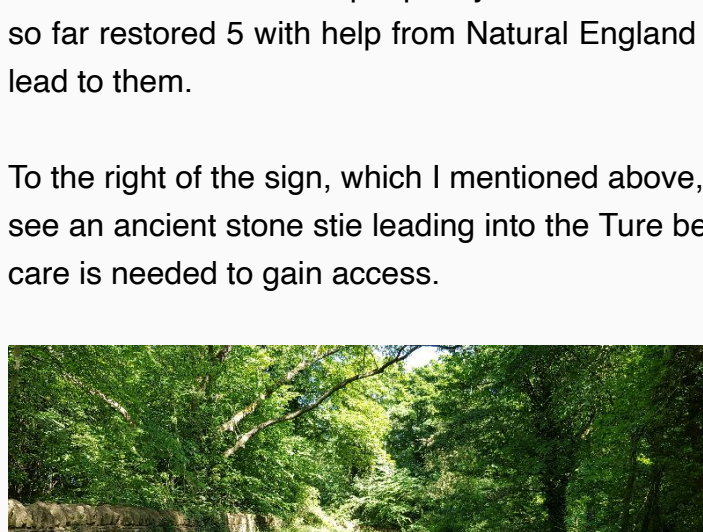 so far restored 5 with help from Natural England
lead to them.
To the right of the sign, which I mentioned above,
see an ancient stone stie leading into the Ture be
care is needed to gain access.